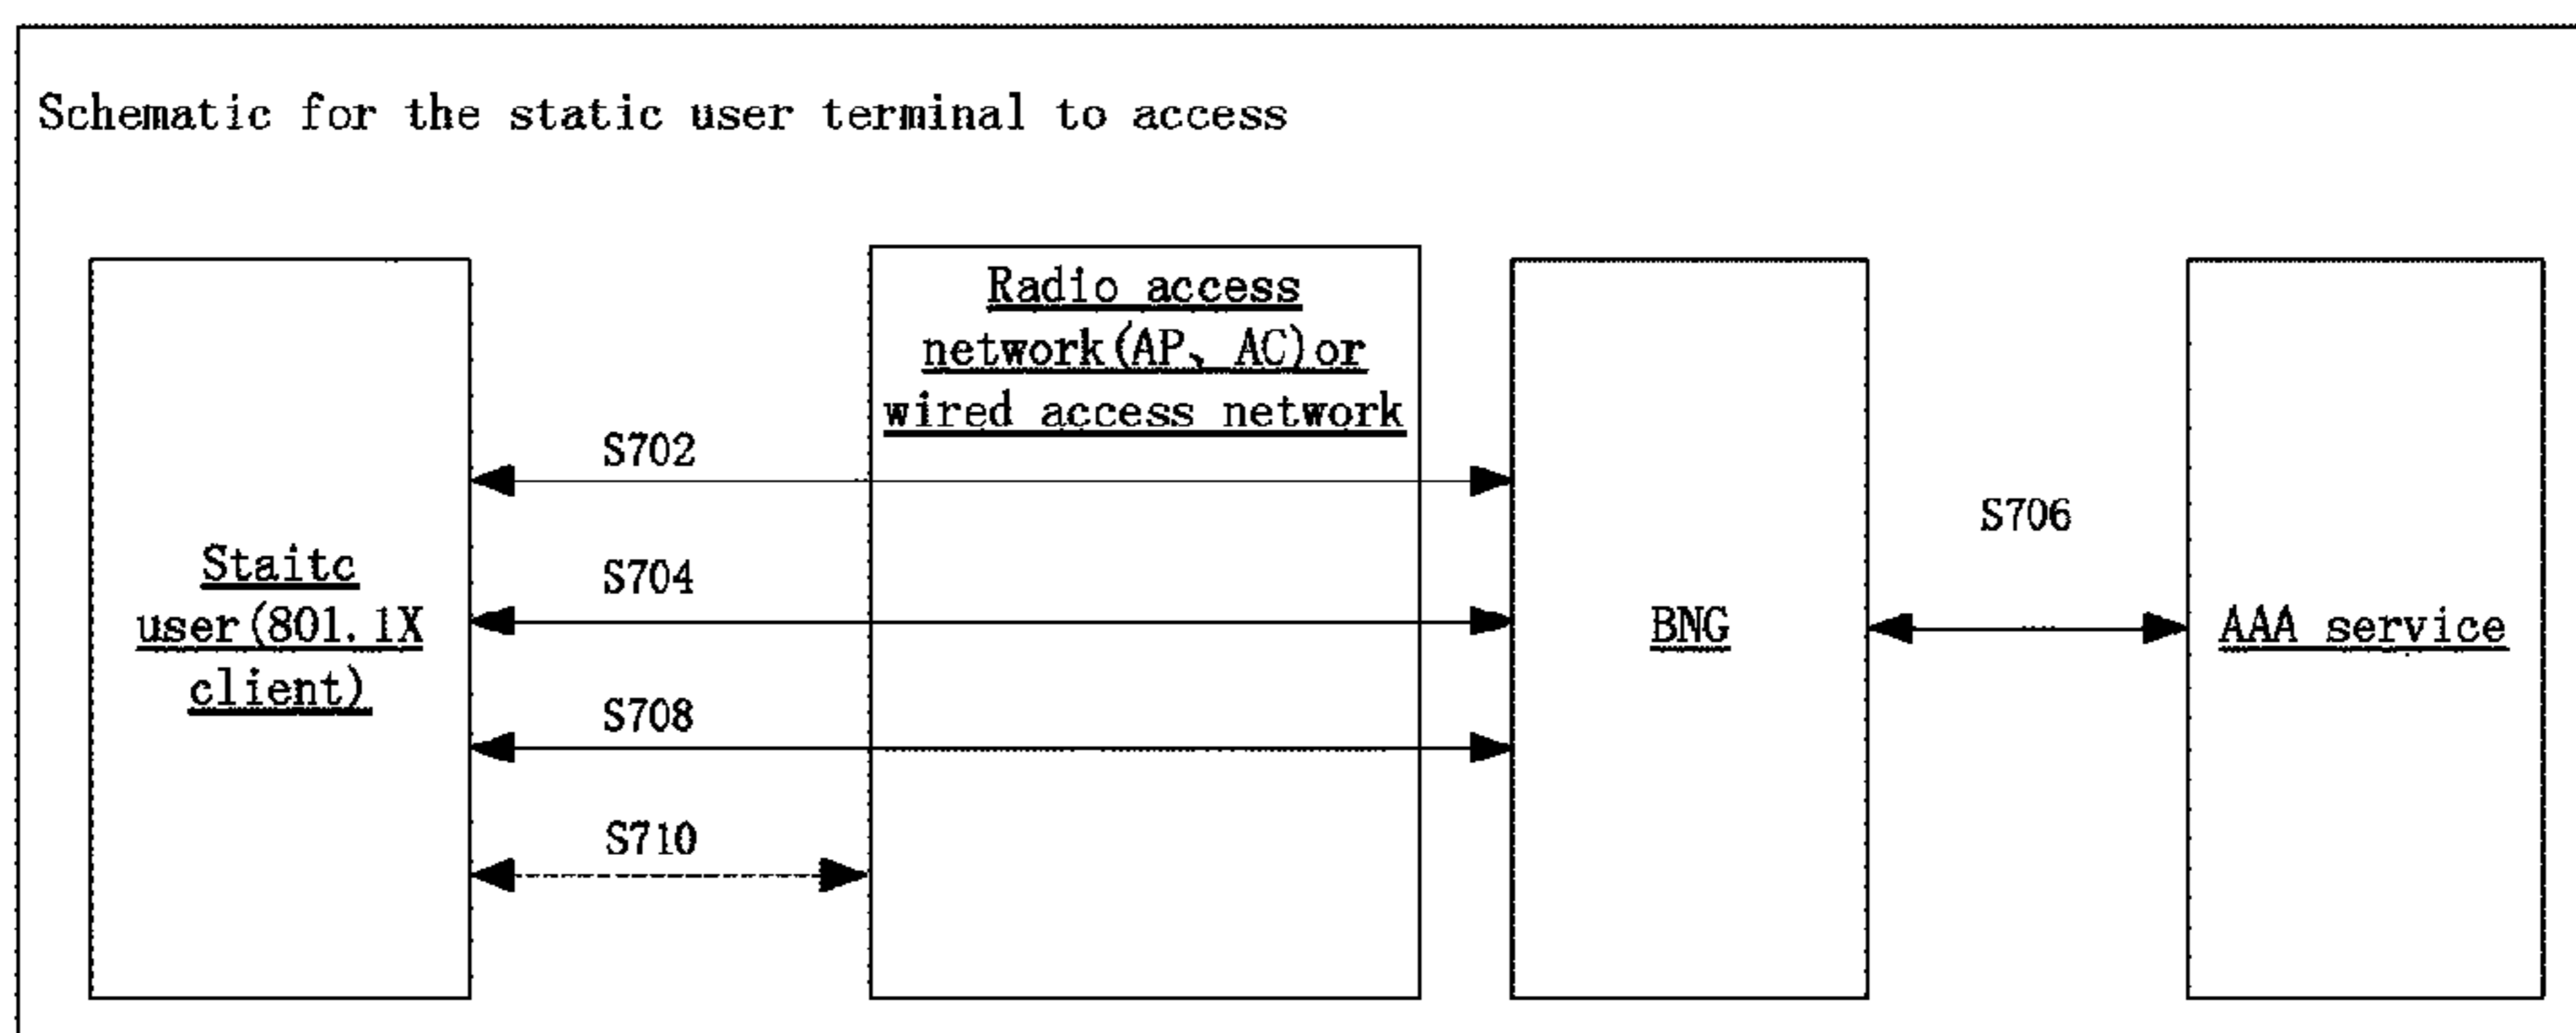 Schematic for the static user terminal to access
Radio access
network(AP、AC)or
wired access network
S702
S706
Staitc
user(801.1X
client)
S704
BNG
AAA service
S708
S710